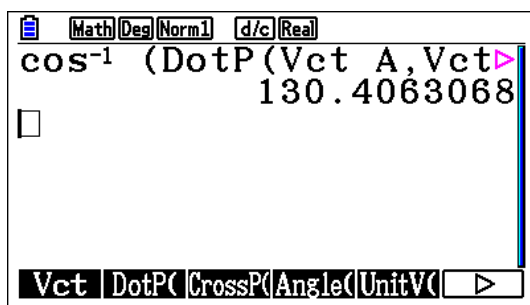 Math Deg Norm1 d/c Real
cos⁻¹ (DotP(Vct A,Vct▷
130.4063068
Vct DotP( CrossP( Angle( UnitV( ▷